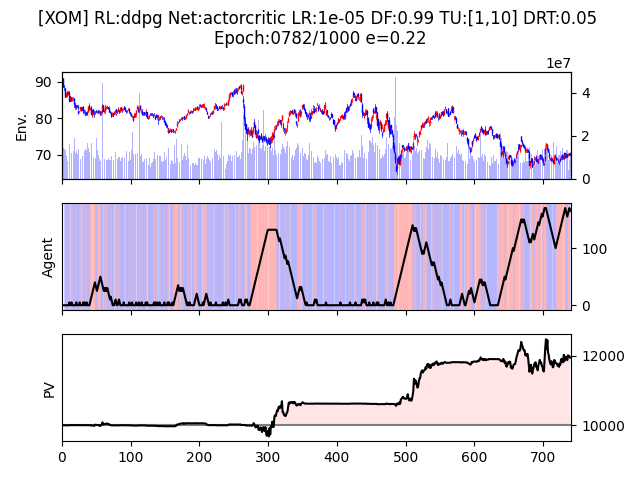 [XOM] RL:ddpg Net:actorcritic LR:1e-05 DF:0.99 TU:[1,10] DRT:0.05
Epoch:0782/1000 e=0.22
1e7
90
80
70
Env.
4
2
0
Agent
100
0
PV
12000
10000
0 100 200 300 400 500 600 700